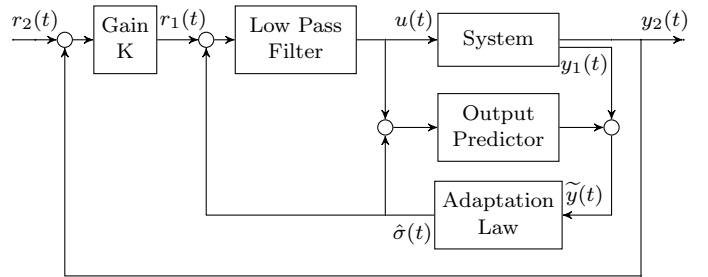 r₂(t)
Gain
K
r₁(t)
Low Pass
Filter
u(t)
System
y₂(t)
y₁(t)
Output
Predictor
Adaptation
Law
ỹ(t)
σ̂(t)